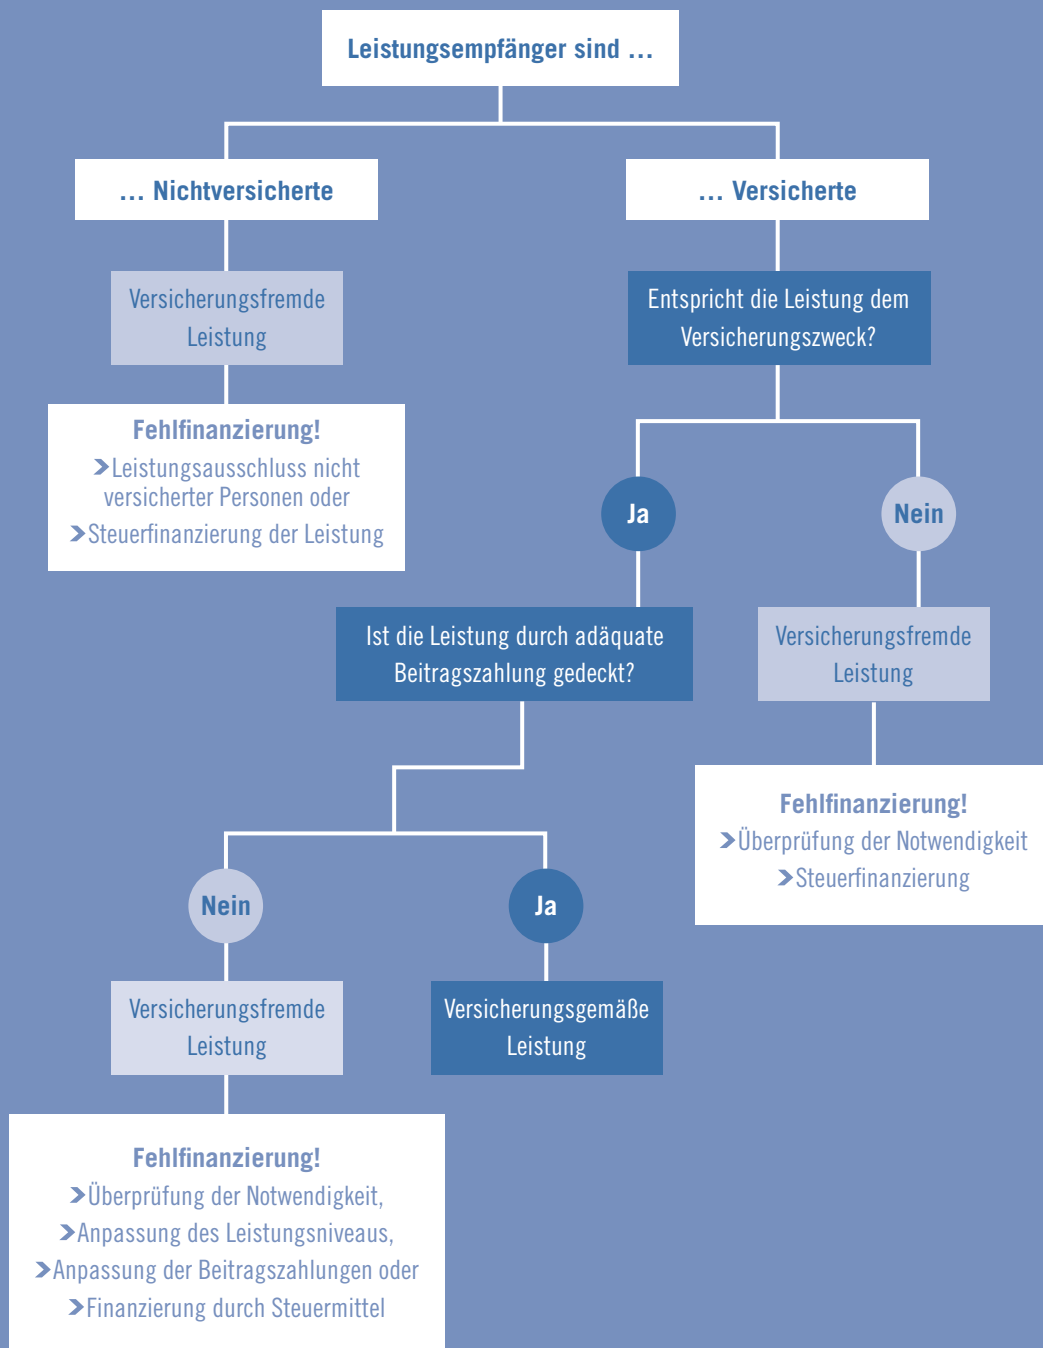 Leistungsempfänger sind …
… Nichtversicherte
… Versicherte
Versicherungsfremde
Leistung
Entspricht die Leistung dem
Versicherungszweck?
Fehlfinanzierung!
➤Leistungsausschluss nicht
versicherter Personen oder
➤Steuerfinanzierung der Leistung
Ja
Nein
Ist die Leistung durch adäquate
Beitragszahlung gedeckt?
Versicherungsfremde
Leistung
Fehlfinanzierung!
➤Überprüfung der Notwendigkeit
➤Steuerfinanzierung
Nein
Ja
Versicherungsfremde
Leistung
Versicherungsgemäße
Leistung
Fehlfinanzierung!
➤Überprüfung der Notwendigkeit,
➤Anpassung des Leistungsniveaus,
➤Anpassung der Beitragszahlungen oder
➤Finanzierung durch Steuermittel